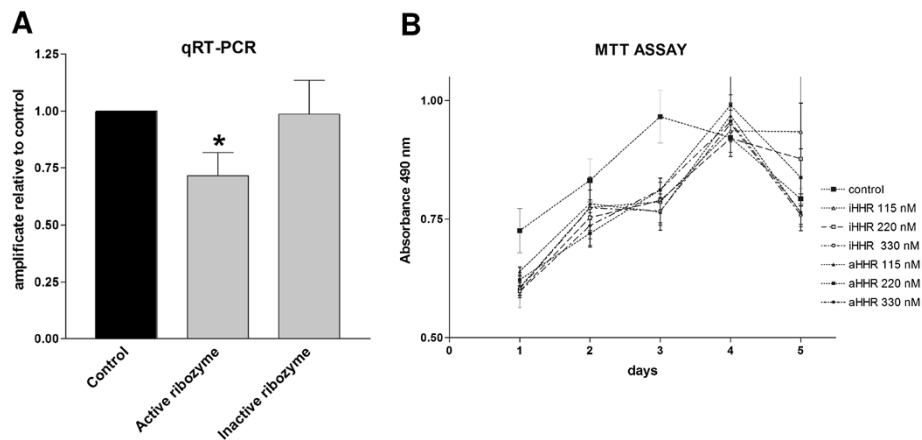 A
qRT-PCR
amplificate relative to control
1.25
1.00
0.75
0.50
0.25
0.00
*
Control
Active ribozyme
Inactive ribozyme
B
MTT ASSAY
Absorbance 490 nm
1.00
0.75
0.50
0 1 2 3 4 5
days
control
iHHR 115 nM
iHHR 220 nM
iHHR 330 nM
aHHR 115 nM
aHHR 220 nM
aHHR 330 nM